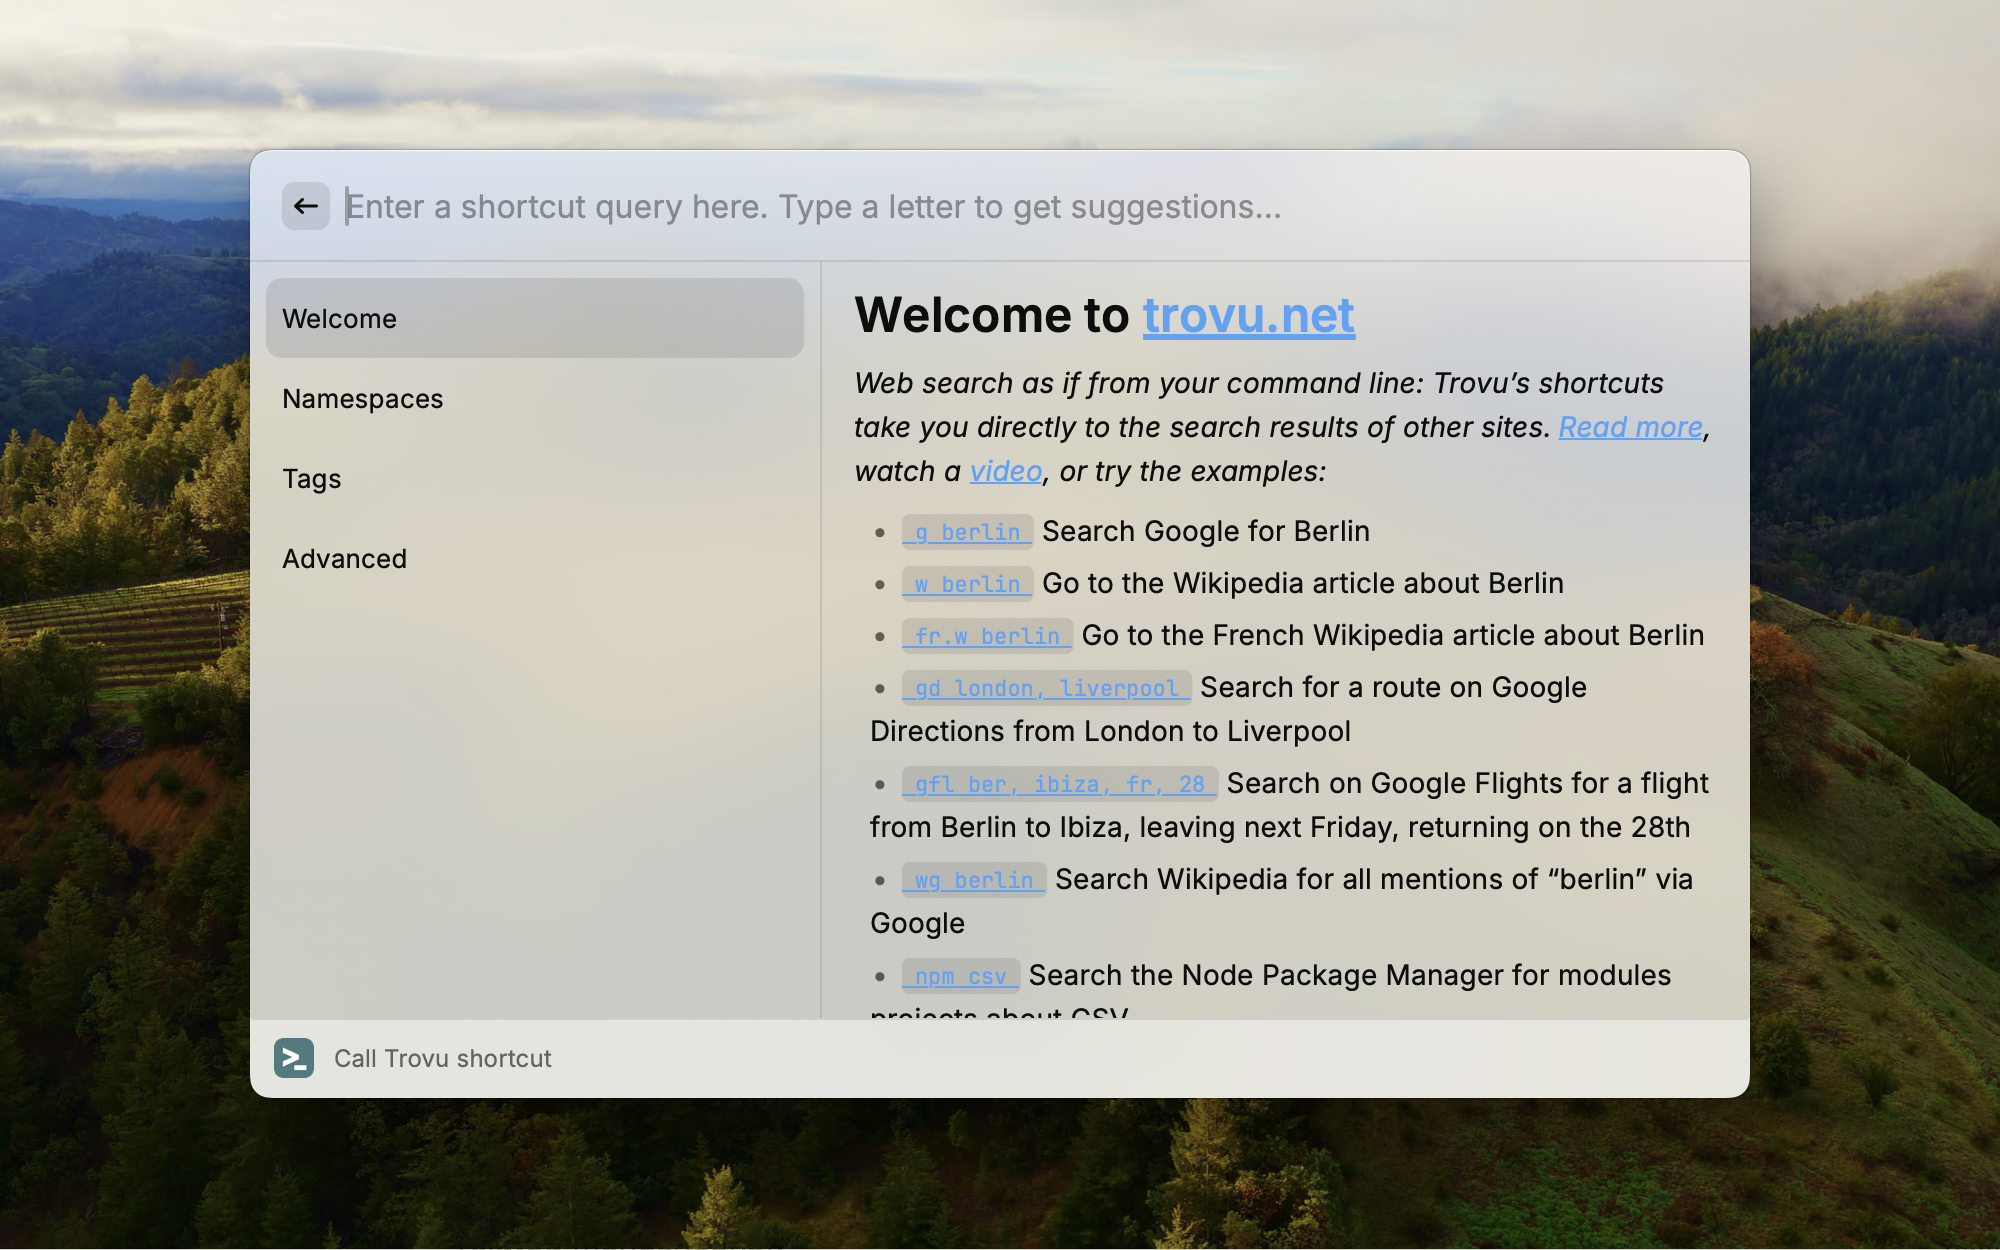 Enter a shortcut query here. Type a letter to get suggestions...
Welcome
Namespaces
Tags
Advanced
Welcome to trovu.net
Web search as if from your command line: Trovu’s shortcuts
take you directly to the search results of other sites. Read more,
watch a video, or try the examples:
• g berlin Search Google for Berlin
• w berlin Go to the Wikipedia article about Berlin
• fr.w berlin Go to the French Wikipedia article about Berlin
• gd london, liverpool Search for a route on Google
Directions from London to Liverpool
• gfl ber, ibiza, fr, 28 Search on Google Flights for a flight
from Berlin to Ibiza, leaving next Friday, returning on the 28th
• wg berlin Search Wikipedia for all mentions of “berlin” via
Google
• npm csv Search the Node Package Manager for modules
projects about CSV
>_ Call Trovu shortcut